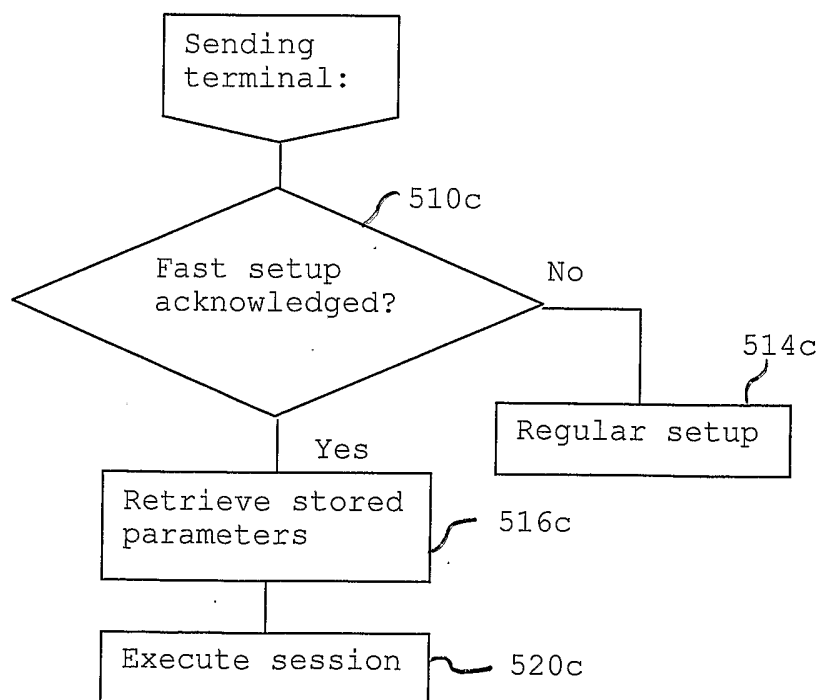 Sending
terminal:
510c
Fast setup
acknowledged?
No
514c
Regular setup
Yes
Retrieve stored
parameters
516c
Execute session
520c